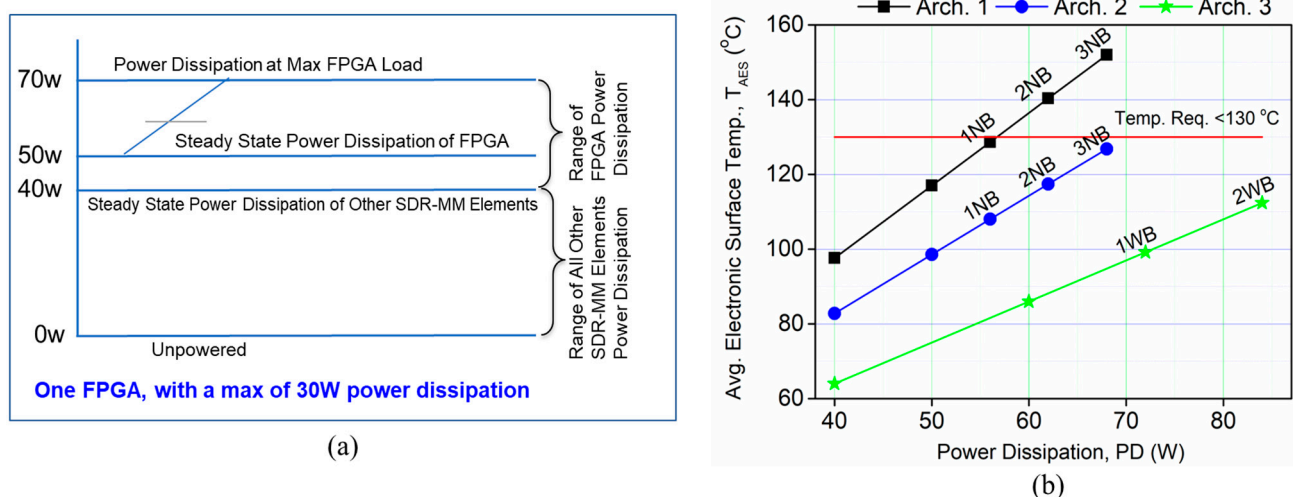 70w
Power Dissipation at Max FPGA Load
Steady State Power Dissipation of FPGA
50w
40w
Steady State Power Dissipation of Other SDR-MM Elements
0w
Unpowered
Range of
FPGA Power
Dissipation
Range of All Other
SDR-MM Elements
Power Dissipation
One FPGA, with a max of 30W power dissipation
(a)
Arch. 1 Arch. 2 Arch. 3
Avg. Electronic Surface Temp., TAES (°C)
160
140
120
100
80
60
1NB
2NB
3NB
Temp. Req. <130 °C
1NB
2NB
3NB
1WB
2WB
40 50 60 70 80
Power Dissipation, PD (W)
(b)